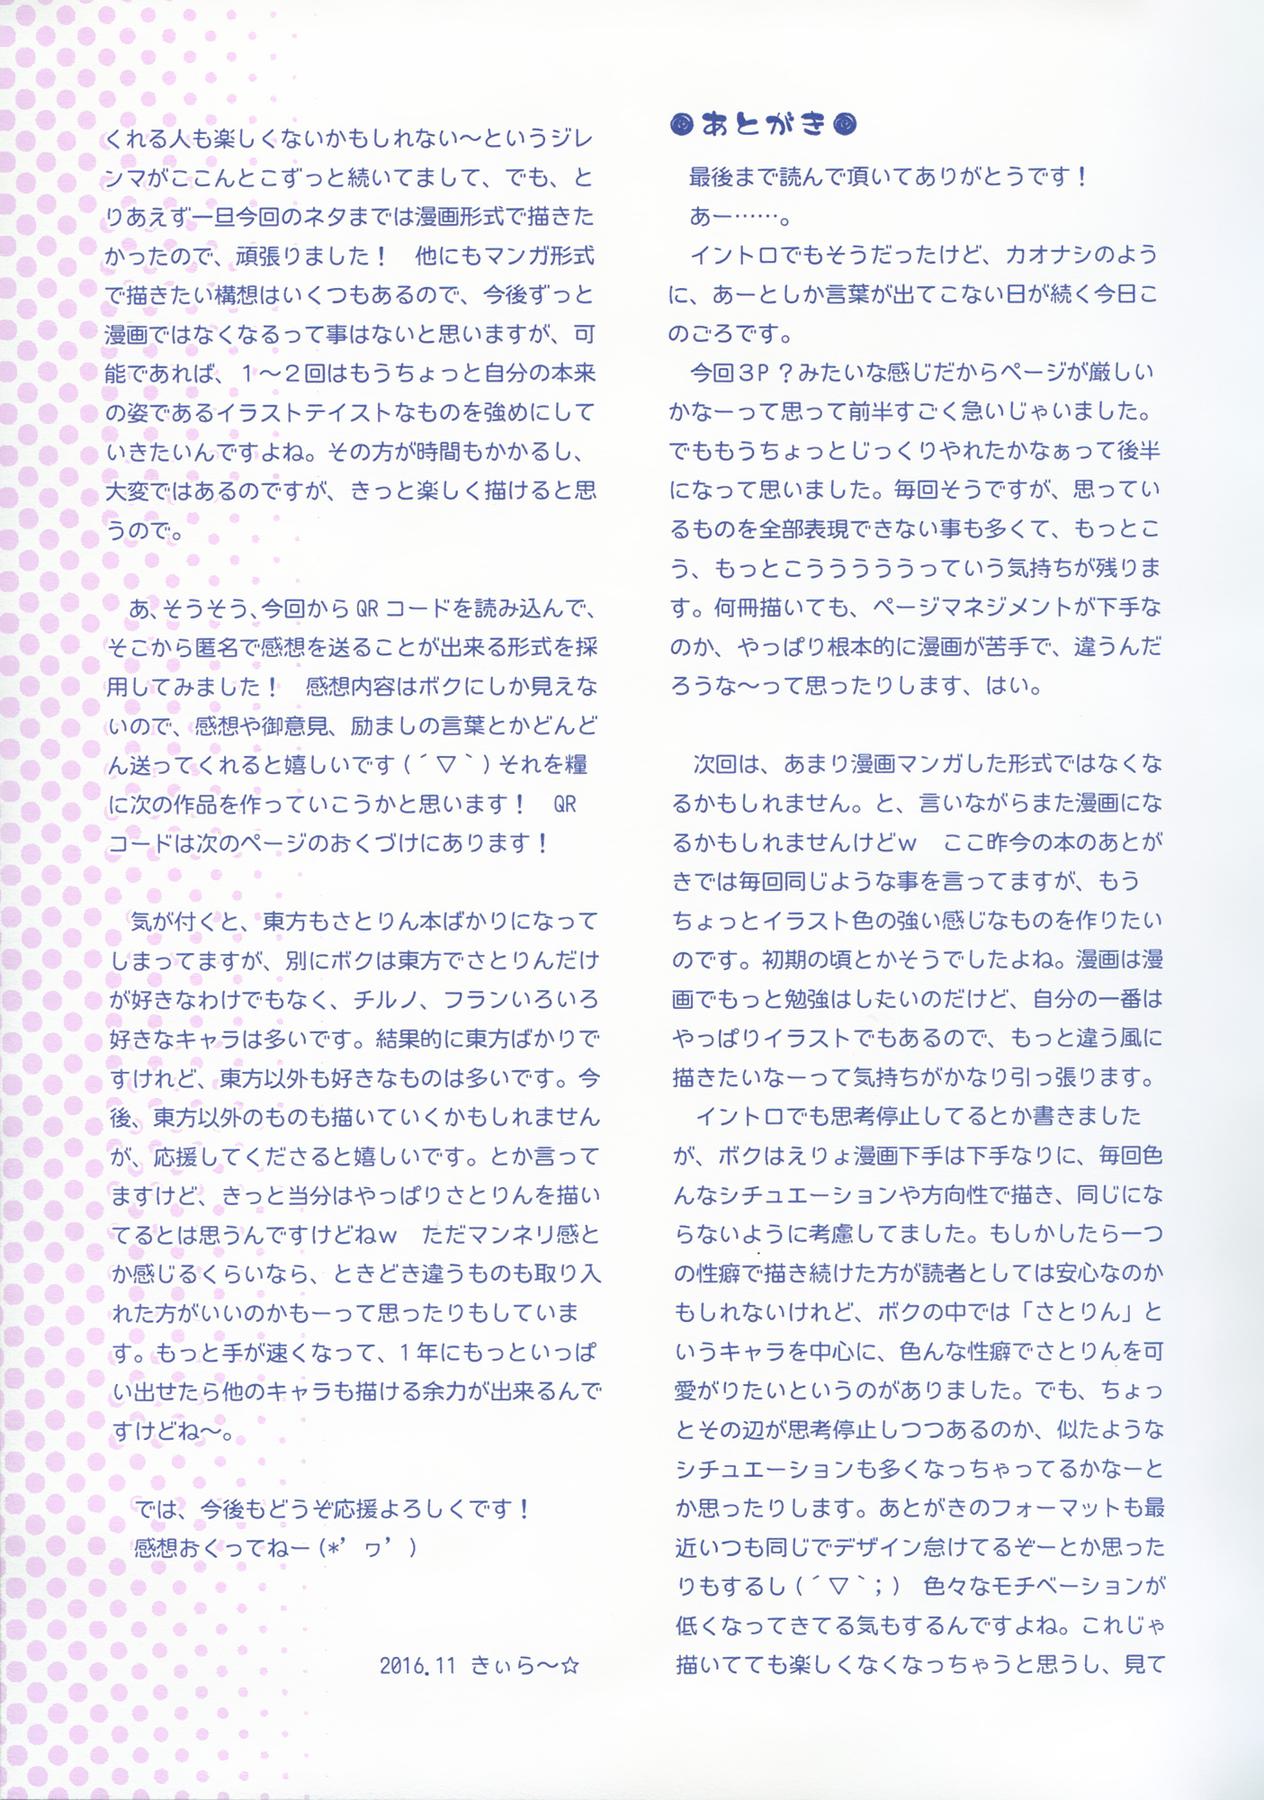 あとがき
最後まで読んで頂いてありがとうです！
あー……。
イントロでもそうだったけど、カオナシのよう
に、あーとしか言葉が出てこない日が続く今日こ
のごろです。
今回３Ｐ？みたいな感じだからページが厳しい
かなーって思って前半すごく急いじゃいました。
でももうちょっとじっくりやれたかなぁって後半
になって思いました。毎回そうですが、思ってい
るものを全部表現できない事も多くて、もっとこ
う、もっとこうううううっていう気持ちが残りま
す。何冊描いても、ページマネジメントが下手な
のか、やっぱり根本的に漫画が苦手で、違うんだ
ろうな～って思ったりします、はい。
次回は、あまり漫画マンガした形式ではなくな
るかもしれません。と、言いながらまた漫画にな
るかもしれませんけどｗ　ここ昨今の本のあとが
きでは毎回同じような事を言ってますが、もう
ちょっとイラスト色の強い感じなものを作りたい
のです。初期の頃とかそうでしたよね。漫画は漫
画でもっと勉強はしたいのだけど、自分の一番は
やっぱりイラストでもあるので、もっと違う風に
描きたいなーって気持ちがかなり引っ張ります。
イントロでも思考停止してるとか書きました
が、ボクはえりょ漫画下手は下手なりに、毎回色
んなシチュエーションや方向性で描き、同じにな
らないように考慮してました。もしかしたら一つ
の性癖で描き続けた方が読者としては安心なのか
もしれないけれど、ボクの中では「さとりん」と
いうキャラを中心に、色んな性癖でさとりんを可
愛がりたいというのがありました。でも、ちょっ
とその辺が思考停止しつつあるのか、似たような
シチュエーションも多くなっちゃってるかなーと
か思ったりします。あとがきのフォーマットも最
近いつも同じでデザイン怠けてるぞーとか思った
りもするし（´▽｀；）　色々なモチベーションが
低くなってきてる気もするんですよね。これじゃ
描いてても楽しくなくなっちゃうと思うし、見て
くれる人も楽しくないかもしれない～というジレ
ンマがここんとこずっと続いてまして、でも、と
りあえず一旦今回のネタまでは漫画形式で描きた
かったので、頑張りました！　他にもマンガ形式
で描きたい構想はいくつもあるので、今後ずっと
漫画ではなくなるって事はないと思いますが、可
能であれば、１～２回はもうちょっと自分の本来
の姿であるイラストテイストなものを強めにして
いきたいんですよね。その方が時間もかかるし、
大変ではあるのですが、きっと楽しく描けると思
うので。
あ、そうそう、今回からQRコードを読み込んで、
そこから匿名で感想を送ることが出来る形式を採
用してみました！　感想内容はボクにしか見えな
いので、感想や御意見、励ましの言葉とかどんど
ん送ってくれると嬉しいです(´▽｀)それを糧
に次の作品を作っていこうかと思います！　QR
コードは次のページのおくづけにあります！
気が付くと、東方もさとりん本ばかりになって
しまってますが、別にボクは東方でさとりんだけ
が好きなわけでもなく、チルノ、フランいろいろ
好きなキャラは多いです。結果的に東方ばかりで
すけれど、東方以外も好きなものは多いです。今
後、東方以外のものも描いていくかもしれません
が、応援してくださると嬉しいです。とか言って
ますけど、きっと当分はやっぱりさとりんを描い
てるとは思うんですけどねｗ　ただマンネリ感と
か感じるくらいなら、ときどき違うものも取り入
れた方がいいのかもーって思ったりもしていま
す。もっと手が速くなって、1年にもっといっぱ
い出せたら他のキャラも描ける余力が出来るんで
すけどね～。
では、今後もどうぞ応援よろしくです！
感想おくってねー(*’ヮ’)
2016.11 きぃら～☆